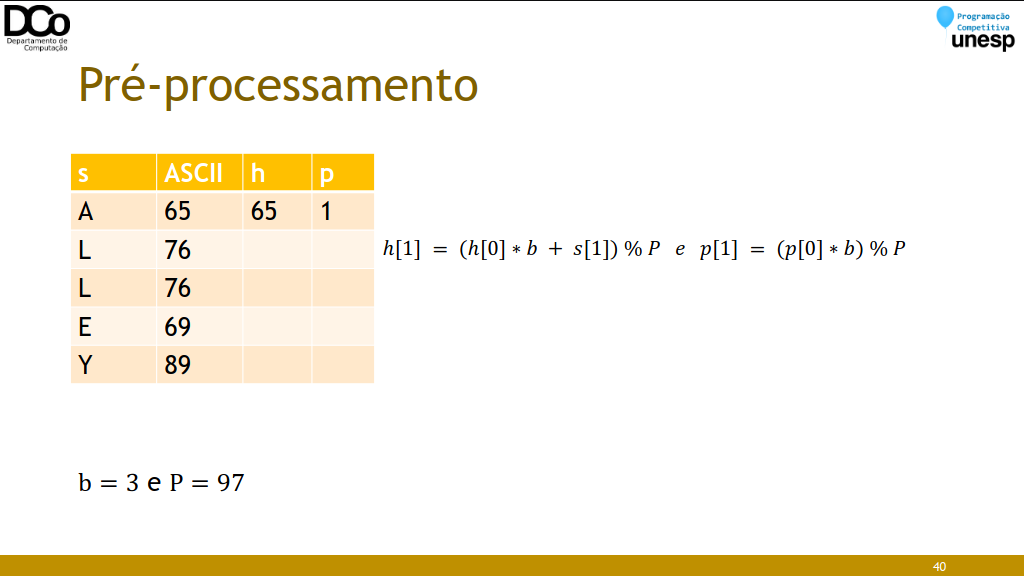 DCo
Departamento de
Computação
Programação
Competitiva
unesp
Pré-processamento
s ASCII h p
A 65 65 1
L 76
h[1] = (h[0] ∗ b + s[1]) % P e p[1] = (p[0] ∗ b) % P
L 76
E 69
Y 89
b = 3 e P = 97
40